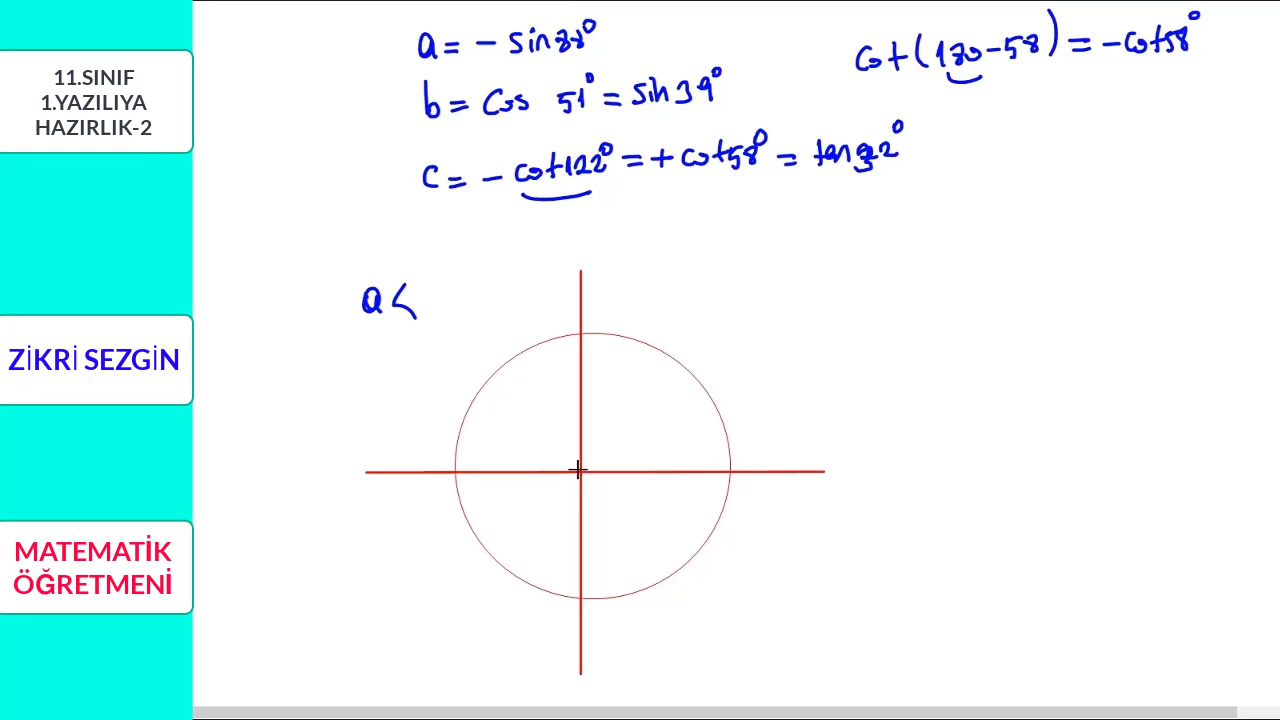 11.SINIF
1.YAZILIYA
HAZIRLIK-2
ZİKRİ SEZGİN
MATEMATİK
ÖĞRETMENİ
a = - sin88°
b = cos 51° = sin39°
c = - cot122° = + cot58° = tan32°
cot(180-58) = -cot58°
a <